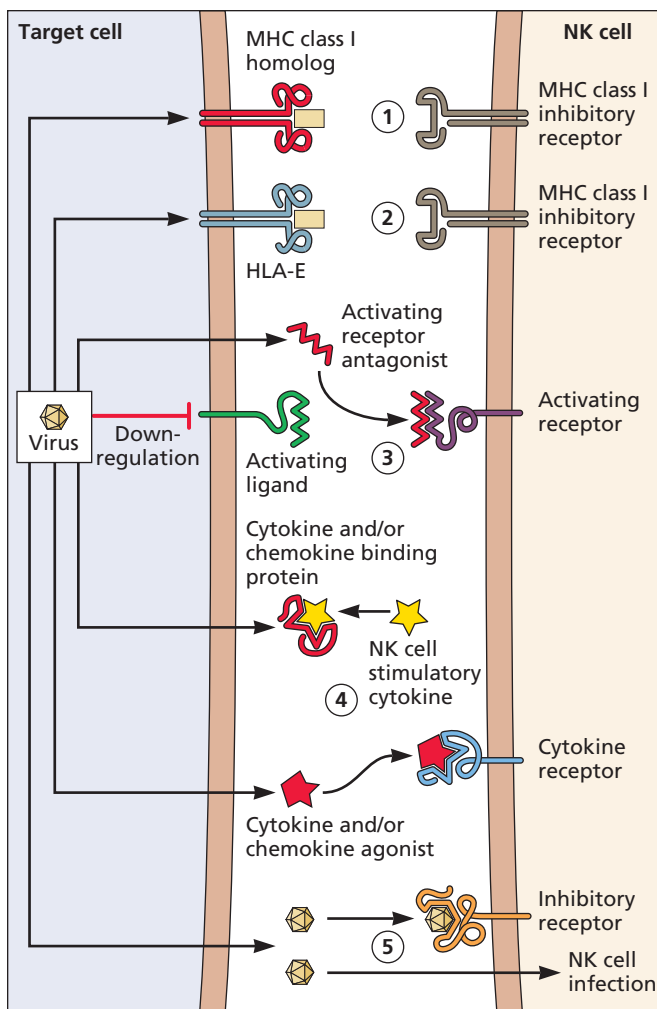 Target cell
NK cell
MHC class I
homolog
1
MHC class I
inhibitory
receptor
2
MHC class I
inhibitory
receptor
HLA-E
Activating
receptor
antagonist
Virus
Down-
regulation
Activating
ligand
3
Activating
receptor
Cytokine and/or
chemokine binding
protein
NK cell
stimulatory
cytokine
4
Cytokine
receptor
Cytokine and/or
chemokine agonist
Inhibitory
receptor
5
NK cell
infection